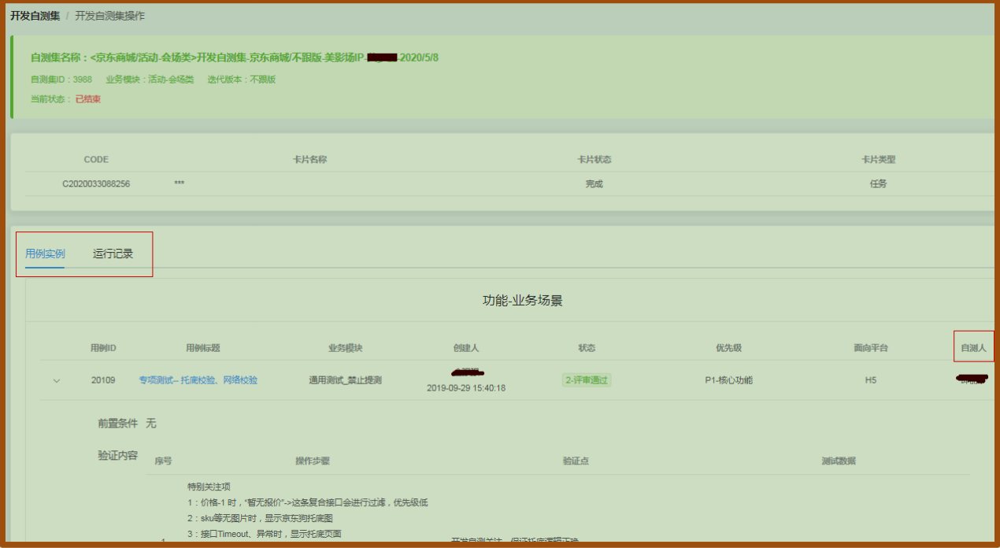 开发自测集 / 开发自测集操作
自测集名称：<京东商城/活动-会场类>开发自测集-京东商城/不跟版-美影场IP- -2020/5/8
自测集ID：3988 业务模块：活动-会场类 迭代版本：不跟版
当前状态：已结束
CODE 卡片名称 卡片状态 卡片类型
C2020033088256 *** 完成 任务
用例实例 运行记录
功能-业务场景
用例ID 用例标题 业务模块 创建人 状态 优先级 面向平台 自测人
20109 专项测试-- 托底校验、网络校验 通用测试_禁止提测 2-评审通过 P1-核心功能 H5
2019-09-29 15:40:18
前置条件 无
验证内容 序号 操作步骤 验证点 测试数据
特别关注项
1：价格-1 时，“暂无报价”->这条复合接口会进行过滤，优先级低
2：sku等无图片时，显示京东狗托底图
3：接口Timeout、异常时，显示托底页面
1 开发自测关注，保证托底逻辑正确